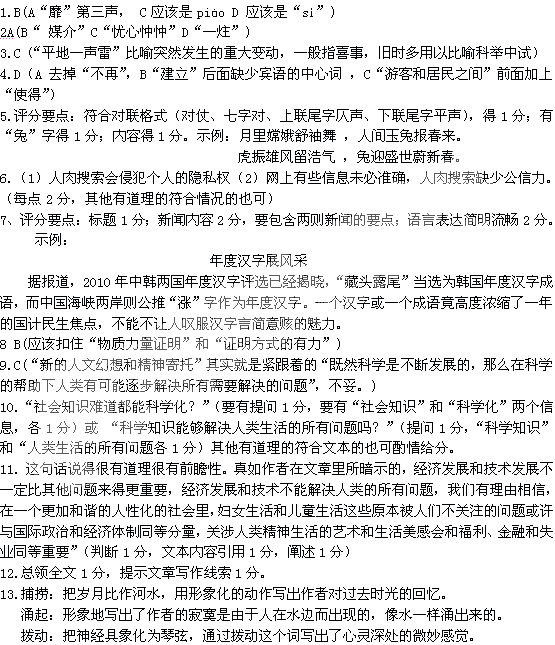 1.B(A“靡”第三声， C应该是piào D 应该是“sì”)
2A(B“ 媒介”C“忧心忡忡”D“一炷”)
3.C (“平地一声雷”比喻突然发生的重大变动，一般指喜事，旧时多用以比喻科举中试)
4.D (A 去掉“不再”，B“建立”后面缺少宾语的中心词 ，C“游客和居民之间”前面加上
“使得”)
5.评分要点：符合对联格式（对仗、七字对、上联尾字仄声、下联尾字平声），得1分；有
“兔”字得1分；内容得1分。示例：月里嫦娥舒袖舞 ，人间玉兔报春来。
虎振雄风留浩气 ，兔迎盛世蔚新春。
6．（1）人肉搜索会侵犯个人的隐私权（2）网上有些信息未必准确，人肉搜索缺少公信力。
（每点2分，其他有道理的符合情况的也可）
7、评分要点：标题1分；新闻内容2分，要包含两则新闻的要点；语言表达简明流畅2分。
示例：
年度汉字展风采
据报道，2010年中韩两国年度汉字评选已经揭晓，“藏头露尾”当选为韩国年度汉字成
语，而中国海峡两岸则公推“涨”字作为年度汉字。一个汉字或一个成语竟高度浓缩了一年
的国计民生焦点，不能不让人叹服汉字言简意赅的魅力。
8 B(应该扣住“物质力量证明”和“证明方式的有力”)
9.C(“新的人文幻想和精神寄托”其实就是紧跟着的“既然科学是不断发展的，那么在科学
的帮助下人类有可能逐步解决所有需要解决的问题”，不妥。)
10．“社会知识难道都能科学化？”(要有提问1分，要有“社会知识”和“科学化”两个信
息，各1分）或 “科学知识能够解决人类生活的所有问题吗？”（提问1分，“科学知识”
和“人类生活的所有问题各1分）其他有道理的符合文本的也可酌情给分。
11．这句话说得很有道理很有前瞻性。真如作者在文章里所暗示的，经济发展和技术发展不
一定比其他问题来得更重要，经济发展和技术不能解决人类的所有问题，我们有理由相信，
在一个更加和谐的人性化的社会里，妇女生活和儿童生活这些原本被人们不关注的问题或许
与国际政治和经济体制同等分量，关涉人类精神生活的艺术和生活美感会和福利、金融和失
业同等重要”(判断1分，文本内容引用1分，阐述1分)
12.总领全文1分，提示文章写作线索1分。
13.捕捞：把岁月比作河水，用形象化的动作写出作者对过去时光的回忆。
涌起：形象地写出了作者的寂寞是由于人在水边而出现的，像水一样涌出来的。
拨动：把神经具象化为琴弦，通过拨动这个词写出了心灵深处的微妙感觉。